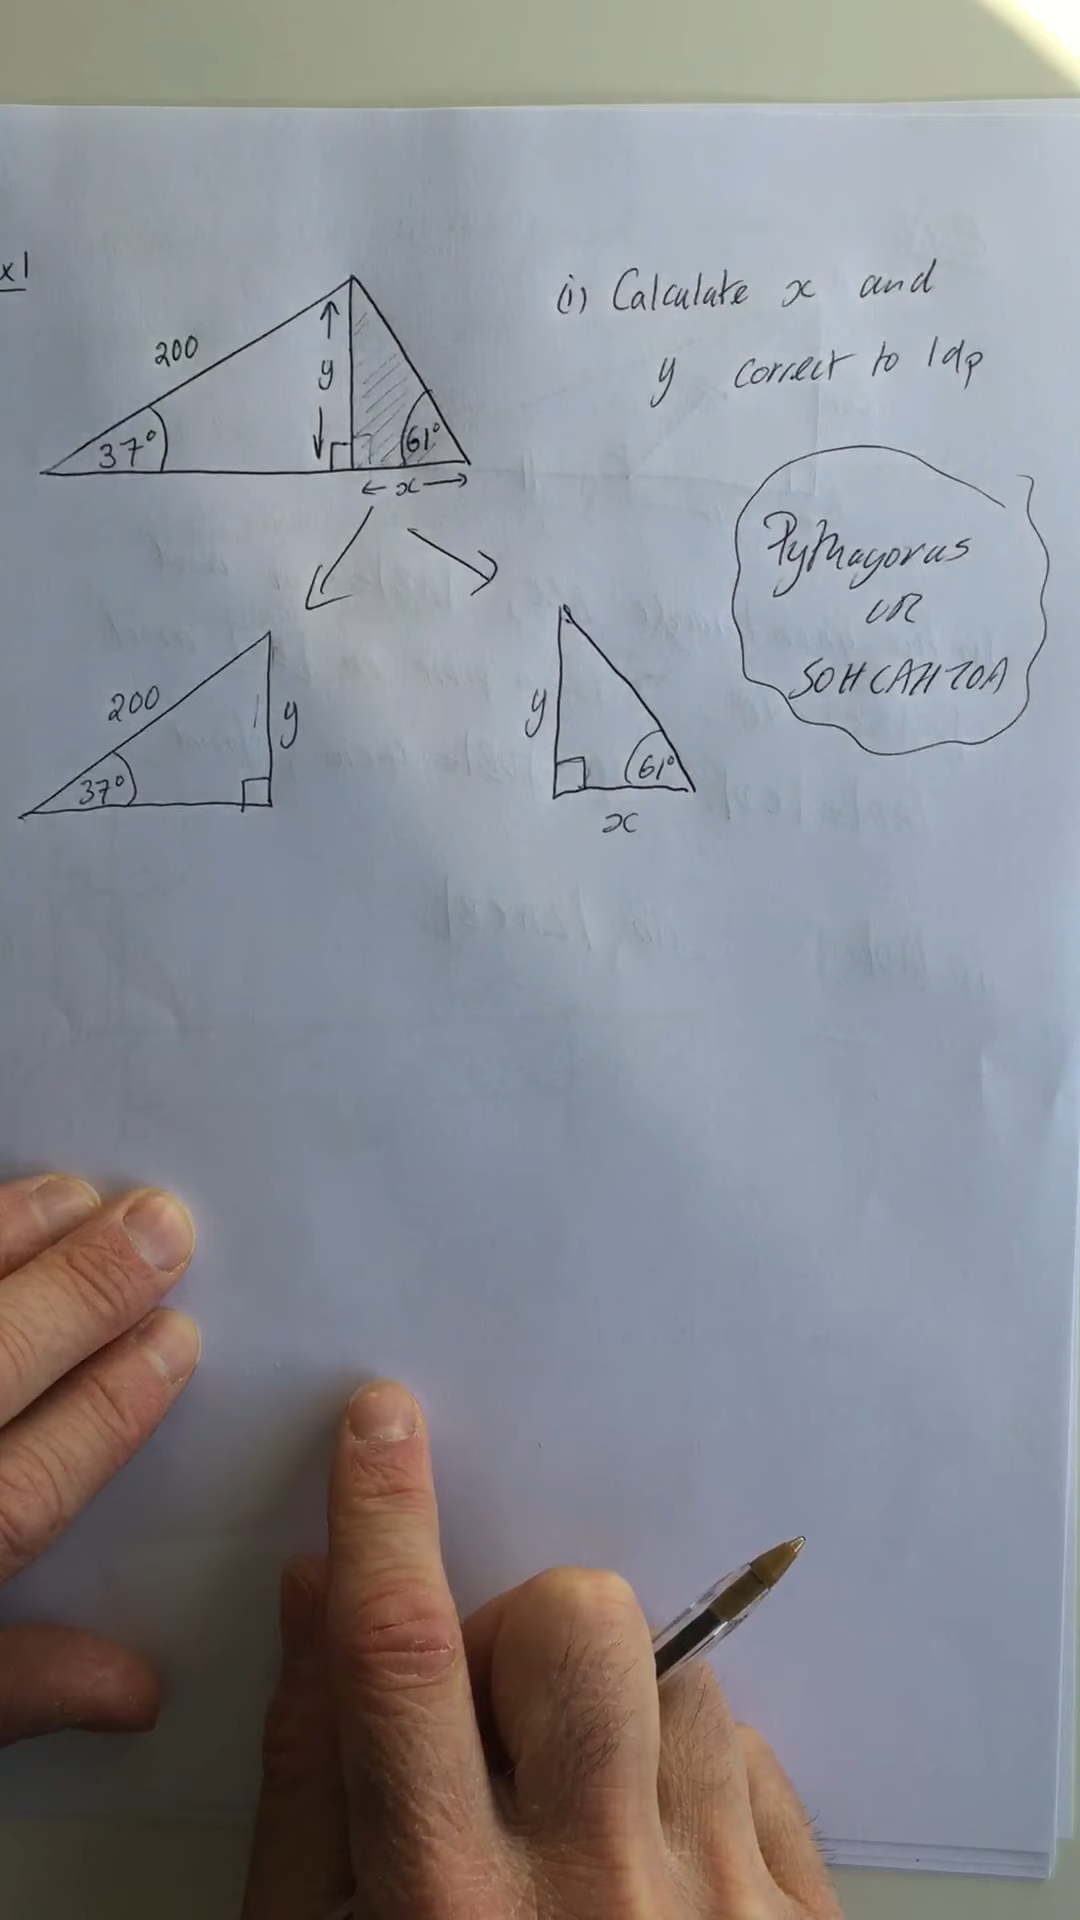 x1
(i) Calculate x and
y correct to 1dp
200
y
37°
61°
x
Pythagorus
OR
SOHCAHTOA
200
y
37°
y
61°
x